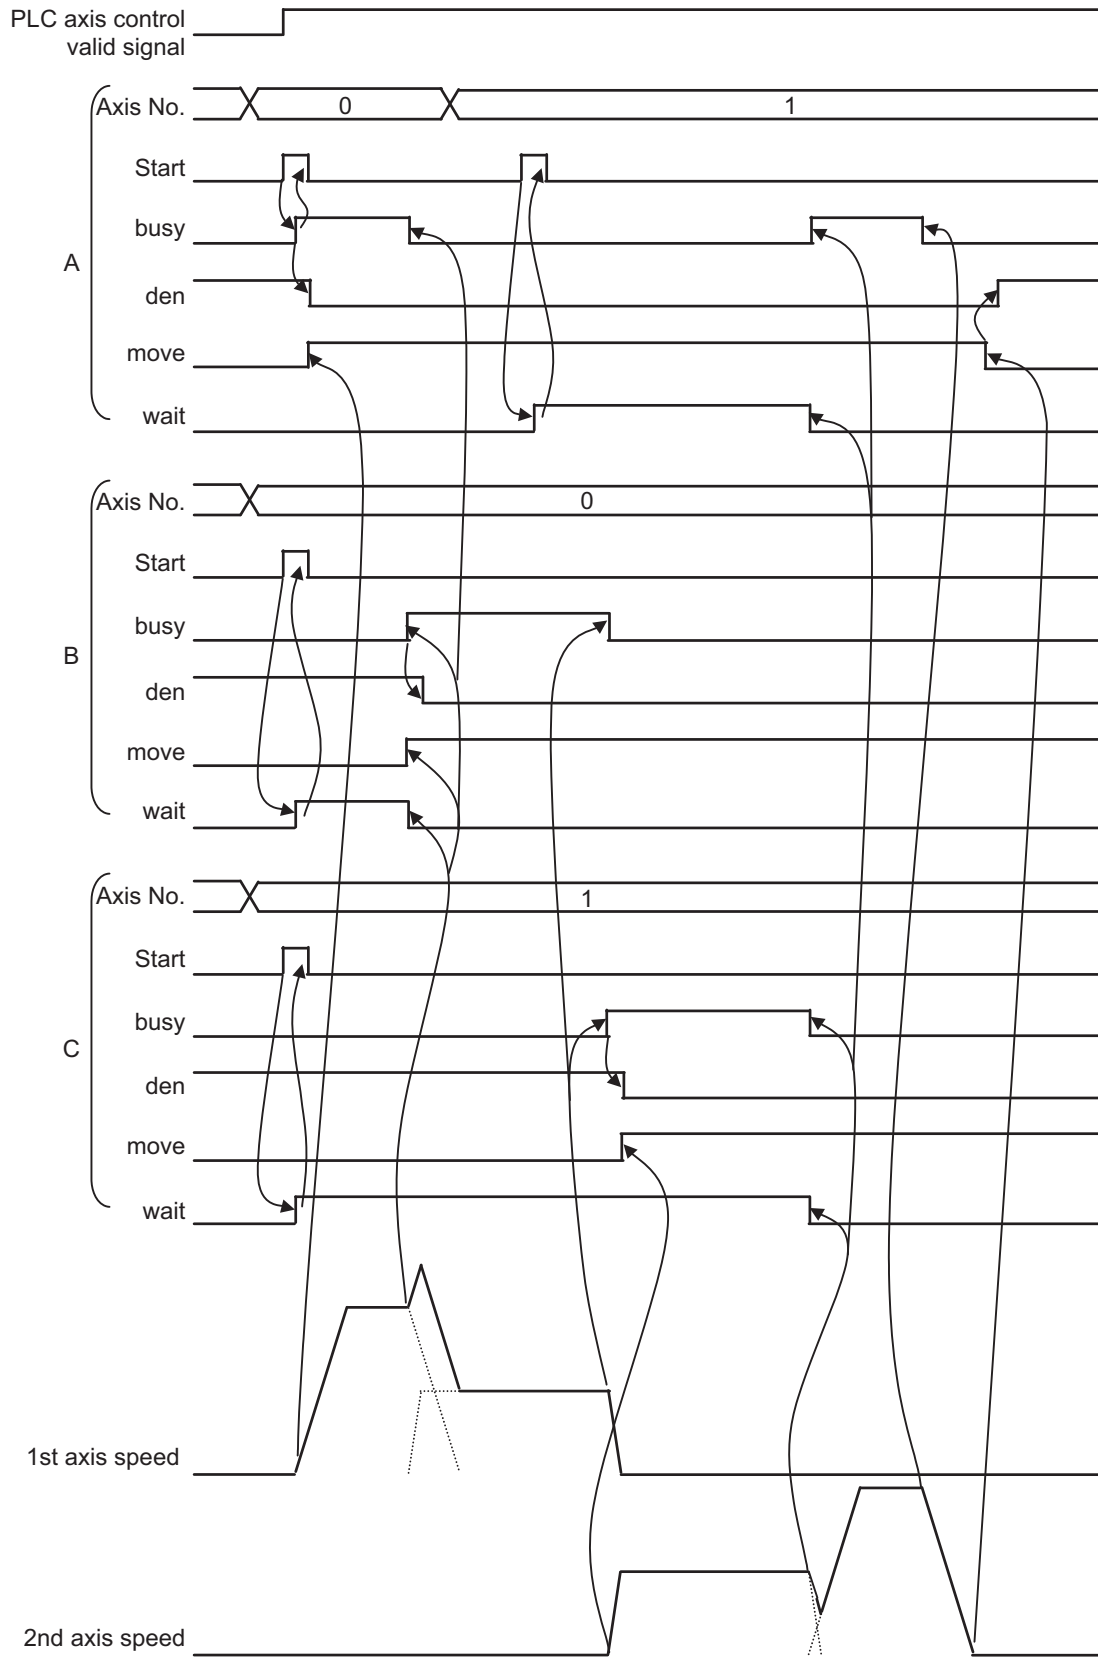 PLC axis control
valid signal
Axis No.
0
1
Start
busy
A
den
move
wait
Axis No.
0
Start
busy
B
den
move
wait
Axis No.
1
Start
busy
C
den
move
wait
1st axis speed
2nd axis speed